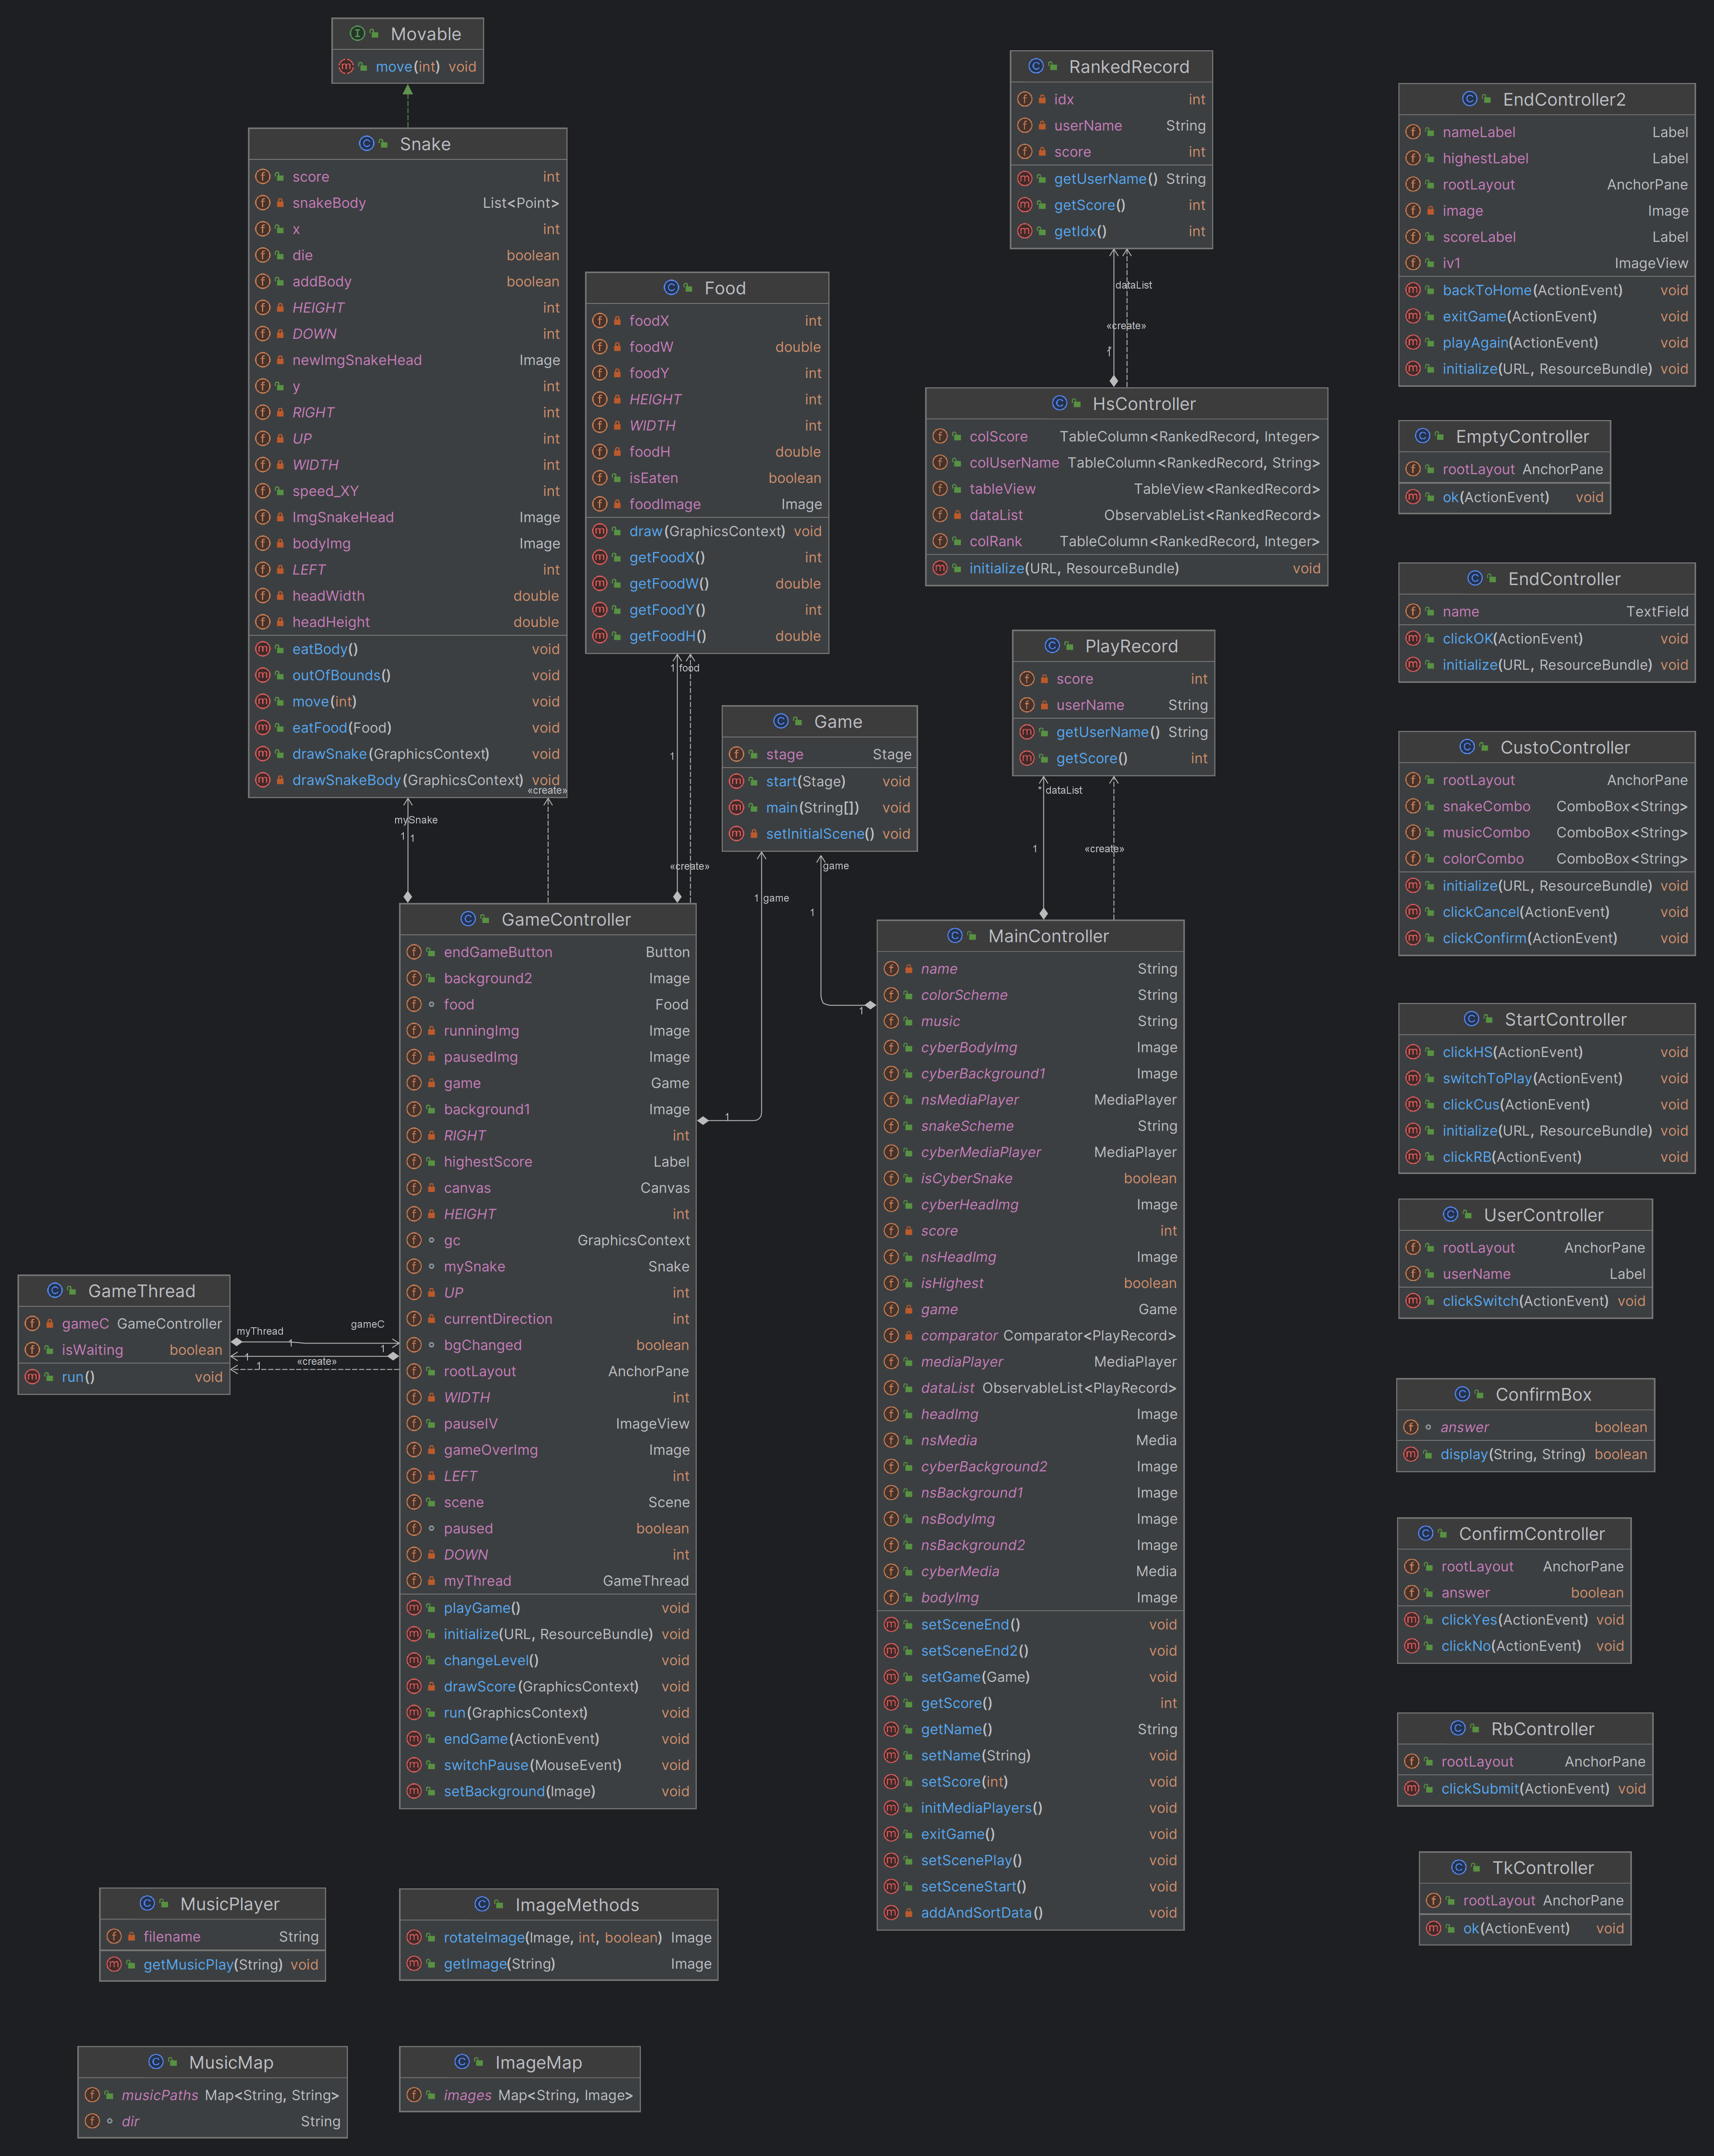 Movable
move(int) void
Snake
score int
snakeBody List<Point>
x int
die boolean
addBody boolean
HEIGHT int
DOWN int
newImgSnakeHead Image
y int
RIGHT int
UP int
WIDTH int
speed_XY int
ImgSnakeHead Image
bodyImg Image
LEFT int
headWidth double
headHeight double
eatBody() void
outOfBounds() void
move(int) void
eatFood(Food) void
drawSnake(GraphicsContext) void
drawSnakeBody(GraphicsContext) void
«create»
mySnake
1 1
Food
foodX int
foodW double
foodY int
HEIGHT int
WIDTH int
foodH double
isEaten boolean
foodImage Image
draw(GraphicsContext) void
getFoodX() int
getFoodW() double
getFoodY() int
getFoodH() double
1 food
1
«create»
Game
stage Stage
start(Stage) void
main(String[]) void
setInitialScene() void
game
1 game
1
1
1
RankedRecord
idx int
userName String
score int
getUserName() String
getScore() int
getIdx() int
dataList
«create»
*
1
HsController
colScore TableColumn<RankedRecord, Integer>
colUserName TableColumn<RankedRecord, String>
tableView TableView<RankedRecord>
dataList ObservableList<RankedRecord>
colRank TableColumn<RankedRecord, Integer>
initialize(URL, ResourceBundle) void
PlayRecord
score int
userName String
getUserName() String
getScore() int
* dataList
1 «create»
GameController
endGameButton Button
background2 Image
food Food
runningImg Image
pausedImg Image
game Game
background1 Image
RIGHT int
highestScore Label
canvas Canvas
HEIGHT int
gc GraphicsContext
mySnake Snake
UP int
currentDirection int
bgChanged boolean
rootLayout AnchorPane
WIDTH int
pauseIV ImageView
gameOverImg Image
LEFT int
scene Scene
paused boolean
DOWN int
myThread GameThread
playGame() void
initialize(URL, ResourceBundle) void
changeLevel() void
drawScore(GraphicsContext) void
run(GraphicsContext) void
endGame(ActionEvent) void
switchPause(MouseEvent) void
setBackground(Image) void
GameThread
gameC GameController
isWaiting boolean
run() void
myThread gameC
1 1
1 «create»
1
MainController
name String
colorScheme String
music String
cyberBodyImg Image
cyberBackground1 Image
nsMediaPlayer MediaPlayer
snakeScheme String
cyberMediaPlayer MediaPlayer
isCyberSnake boolean
cyberHeadImg Image
score int
nsHeadImg Image
isHighest boolean
game Game
comparator Comparator<PlayRecord>
mediaPlayer MediaPlayer
dataList ObservableList<PlayRecord>
headImg Image
nsMedia Media
cyberBackground2 Image
nsBackground1 Image
nsBodyImg Image
nsBackground2 Image
cyberMedia Media
bodyImg Image
setSceneEnd() void
setSceneEnd2() void
setGame(Game) void
getScore() int
getName() String
setName(String) void
setScore(int) void
initMediaPlayers() void
exitGame() void
setScenePlay() void
setSceneStart() void
addAndSortData() void
EndController2
nameLabel Label
highestLabel Label
rootLayout AnchorPane
image Image
scoreLabel Label
iv1 ImageView
backToHome(ActionEvent) void
exitGame(ActionEvent) void
playAgain(ActionEvent) void
initialize(URL, ResourceBundle) void
EmptyController
rootLayout AnchorPane
ok(ActionEvent) void
EndController
name TextField
clickOK(ActionEvent) void
initialize(URL, ResourceBundle) void
CustoController
rootLayout AnchorPane
snakeCombo ComboBox<String>
musicCombo ComboBox<String>
colorCombo ComboBox<String>
initialize(URL, ResourceBundle) void
clickCancel(ActionEvent) void
clickConfirm(ActionEvent) void
StartController
clickHS(ActionEvent) void
switchToPlay(ActionEvent) void
clickCus(ActionEvent) void
initialize(URL, ResourceBundle) void
clickRB(ActionEvent) void
UserController
rootLayout AnchorPane
userName Label
clickSwitch(ActionEvent) void
ConfirmBox
answer boolean
display(String, String) boolean
ConfirmController
rootLayout AnchorPane
answer boolean
clickYes(ActionEvent) void
clickNo(ActionEvent) void
RbController
rootLayout AnchorPane
clickSubmit(ActionEvent) void
TkController
rootLayout AnchorPane
ok(ActionEvent) void
MusicPlayer
filename String
getMusicPlay(String) void
ImageMethods
rotateImage(Image, int, boolean) Image
getImage(String) Image
MusicMap
musicPaths Map<String, String>
dir String
ImageMap
images Map<String, Image>